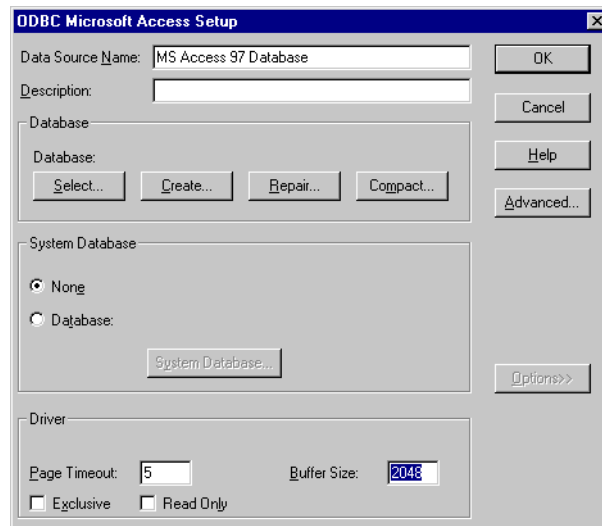 ODBC Microsoft Access Setup
Data Source Name: MS Access 97 Database
OK
Description:
Cancel
Database
Database:
Help
Select... Create... Repair... Compact...
Advanced...
System Database
None
Database:
System Database...
Options>>
Driver
Page Timeout: 5 Buffer Size: 2048
Exclusive Read Only